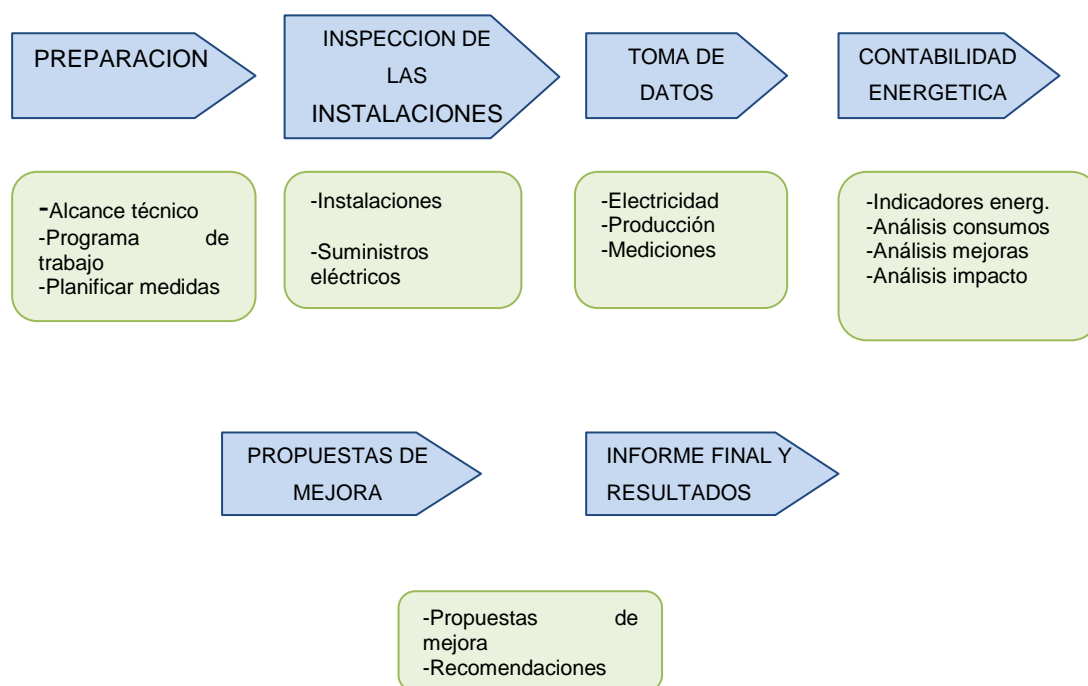 PREPARACION
INSPECCION DE
LAS
INSTALACIONES
TOMA DE
DATOS
CONTABILIDAD
ENERGETICA
-Alcance técnico
-Programa de
trabajo
-Planificar medidas
-Instalaciones
-Suministros
eléctricos
-Electricidad
-Producción
-Mediciones
-Indicadores energ.
-Análisis consumos
-Análisis mejoras
-Análisis impacto
PROPUESTAS DE
MEJORA
INFORME FINAL Y
RESULTADOS
-Propuestas de
mejora
-Recomendaciones